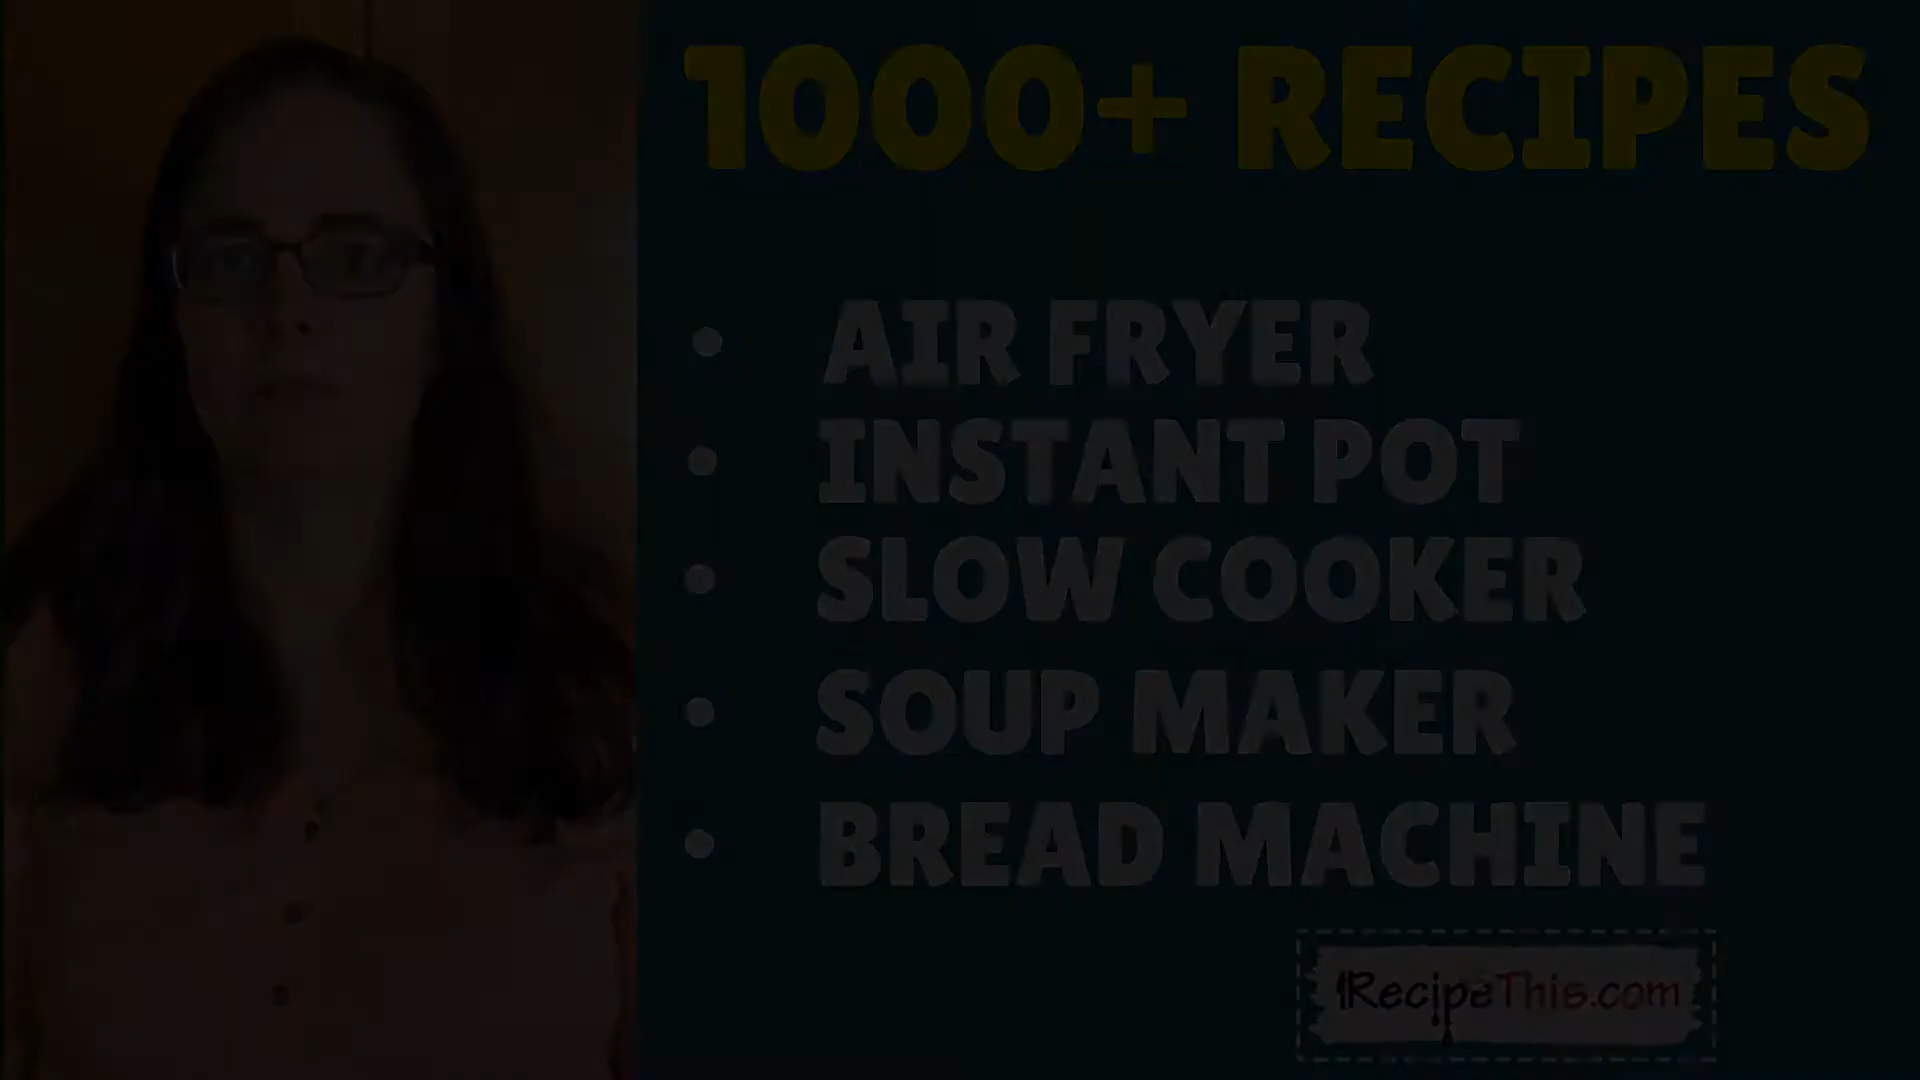 1000+ RECIPES
• AIR FRYER
• INSTANT POT
• SLOW COOKER
• SOUP MAKER
• BREAD MACHINE
RecipeThis.com